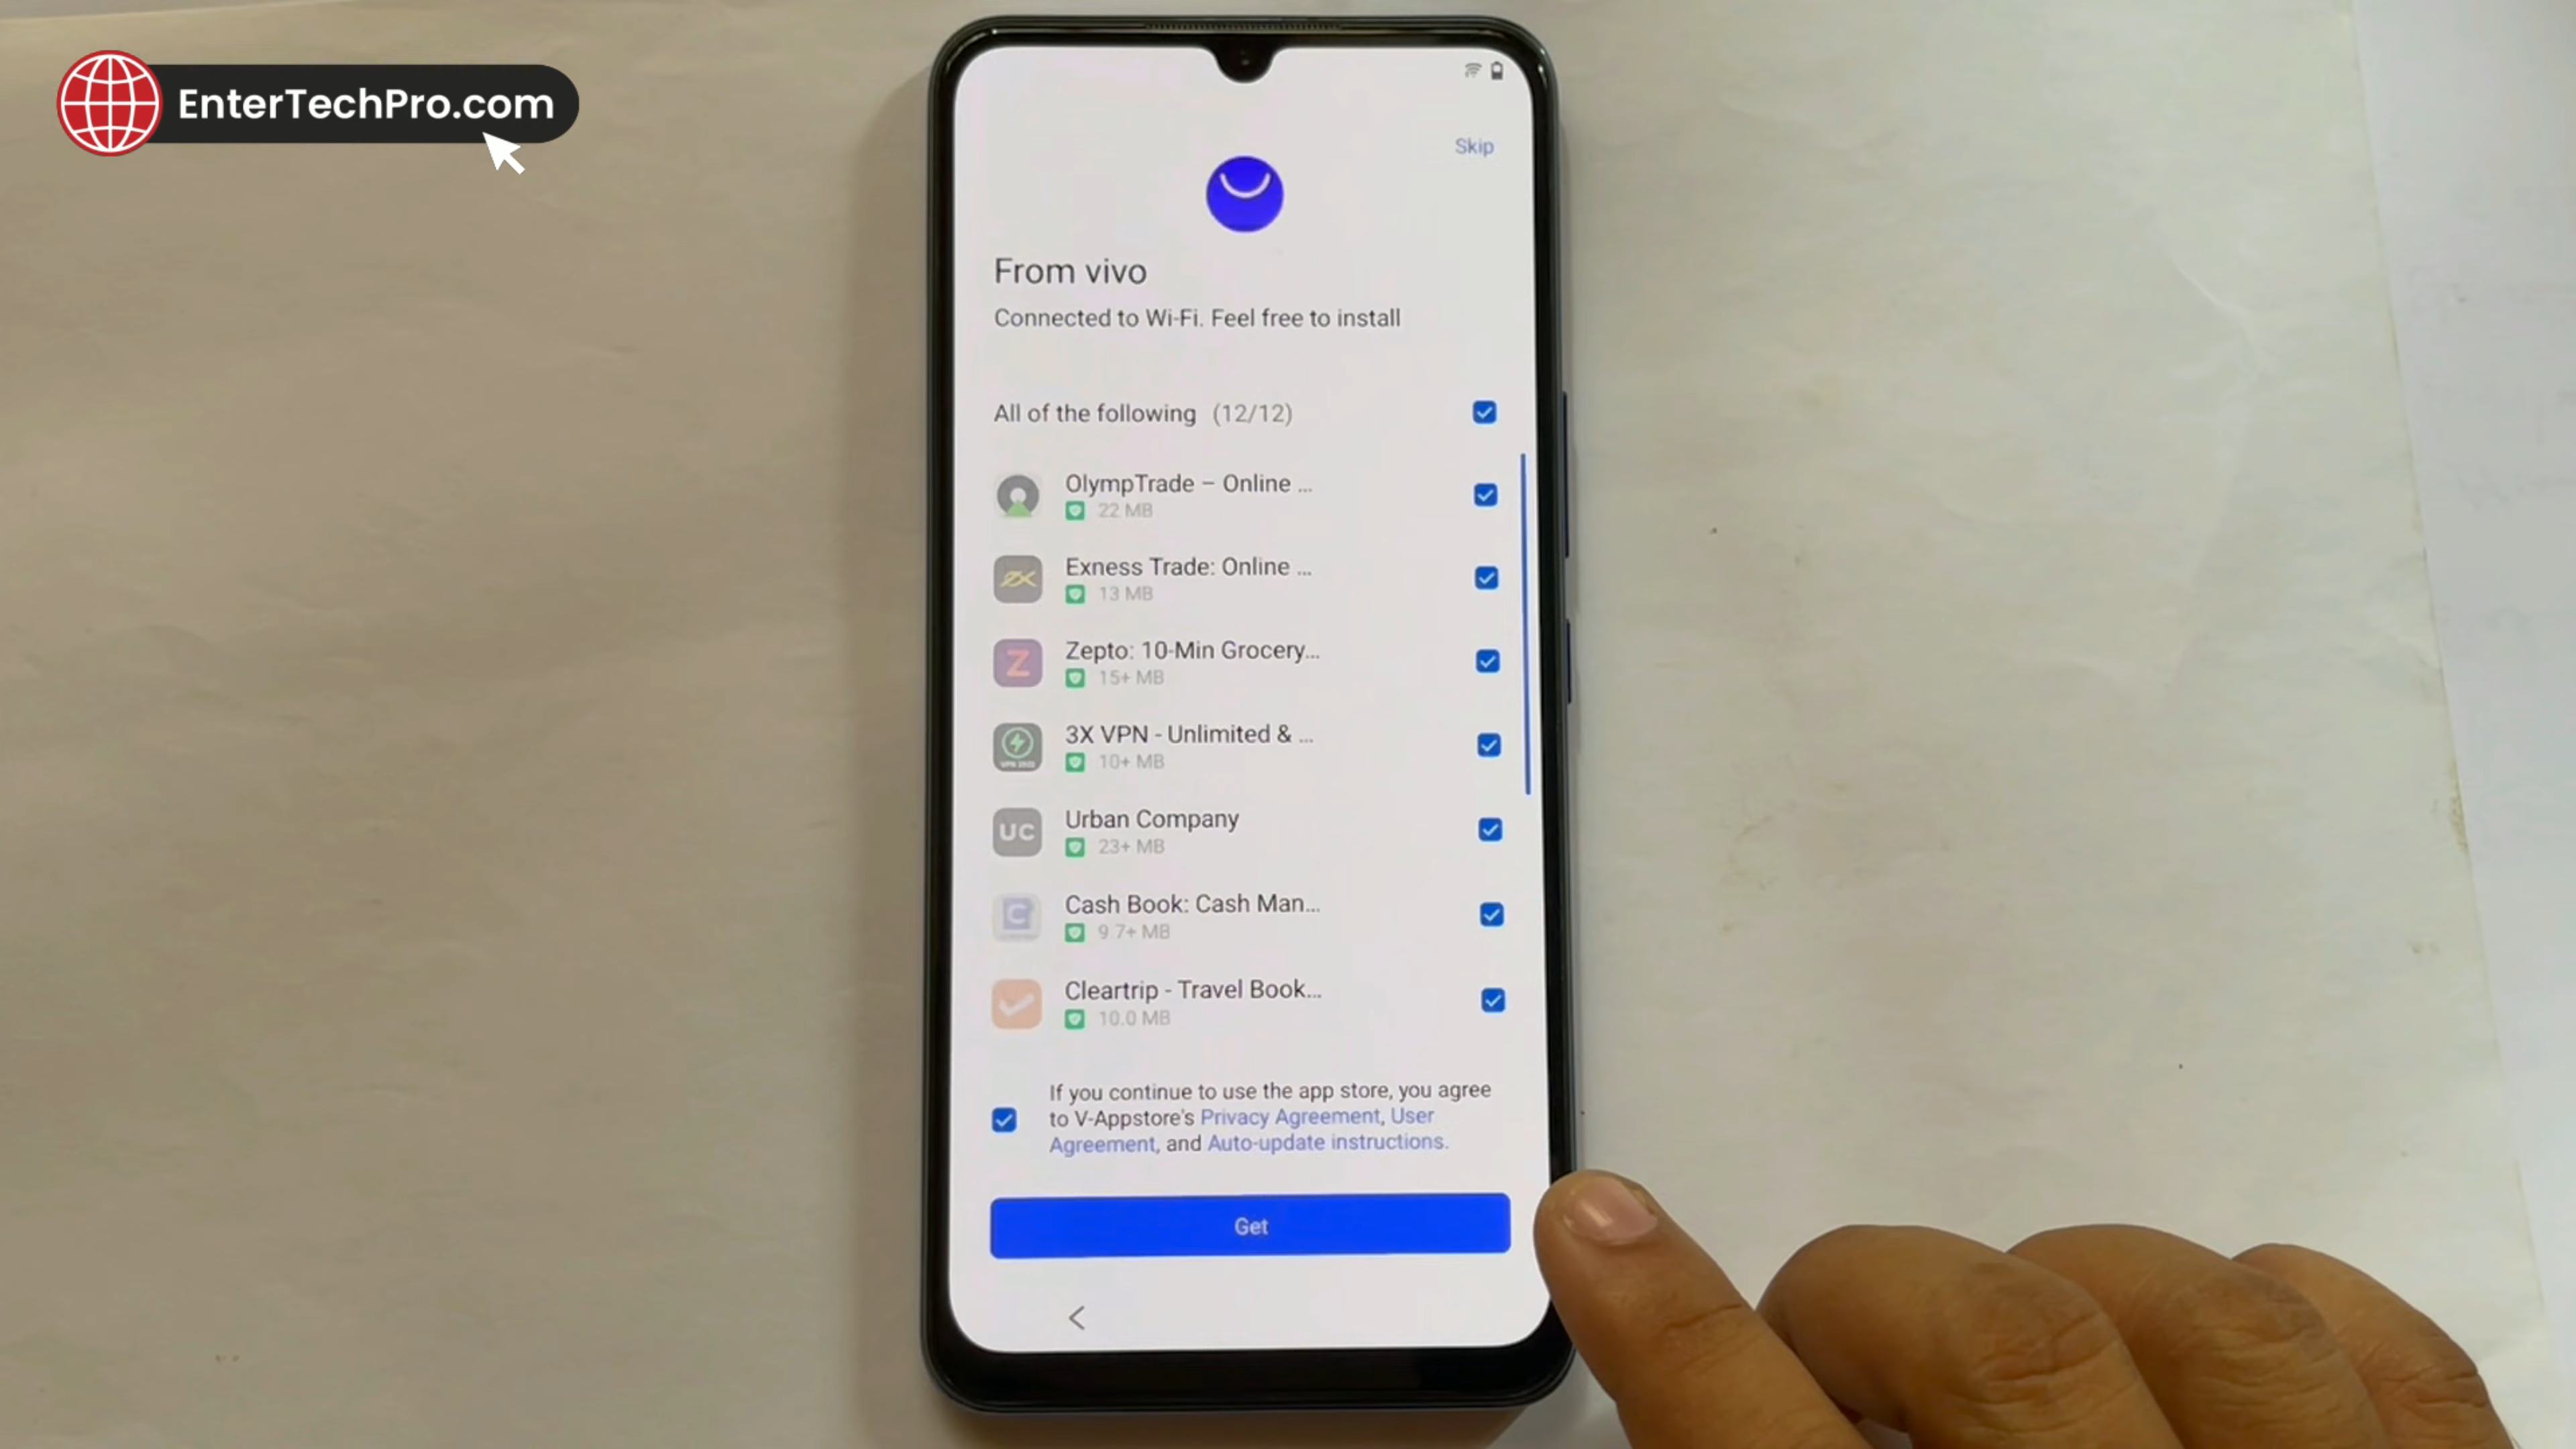 EnterTechPro.com
Skip
From vivo
Connected to Wi-Fi. Feel free to install
All of the following (12/12)
OlympTrade – Online ...
22 MB
Exness Trade: Online ...
13 MB
Z
Zepto: 10-Min Grocery...
15+ MB
3X VPN - Unlimited & ...
10+ MB
UC
Urban Company
23+ MB
C
Cash Book: Cash Man...
9.7+ MB
Cleartrip - Travel Book...
10.0 MB
If you continue to use the app store, you agree
to V-Appstore's Privacy Agreement, User
Agreement, and Auto-update instructions.
Get